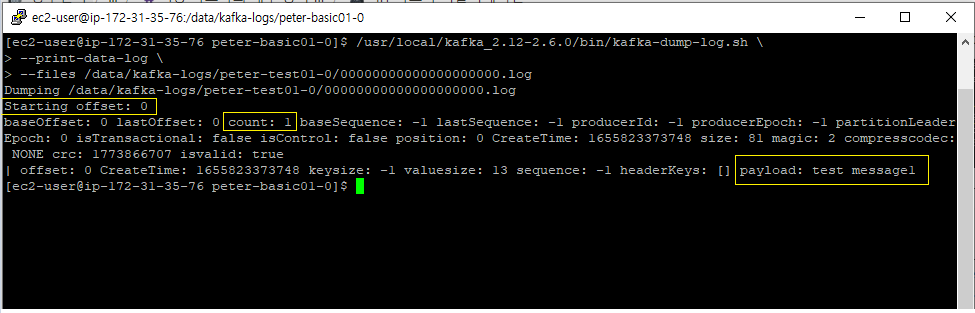 ec2-user@ip-172-31-35-76:/data/kafka-logs/peter-basic01-0
[ec2-user@ip-172-31-35-76 peter-basic01-0]$ /usr/local/kafka_2.12-2.6.0/bin/kafka-dump-log.sh \
> --print-data-log \
> --files /data/kafka-logs/peter-test01-0/00000000000000000000.log
Dumping /data/kafka-logs/peter-test01-0/00000000000000000000.log
Starting offset: 0
baseOffset: 0 lastOffset: 0 count: 1 baseSequence: -1 lastSequence: -1 producerId: -1 producerEpoch: -1 partitionLeader
Epoch: 0 isTransactional: false isControl: false position: 0 CreateTime: 1655823373748 size: 81 magic: 2 compresscodec:
NONE crc: 1773866707 isvalid: true
| offset: 0 CreateTime: 1655823373748 keysize: -1 valuesize: 13 sequence: -1 headerKeys: [] payload: test message1
[ec2-user@ip-172-31-35-76 peter-basic01-0]$